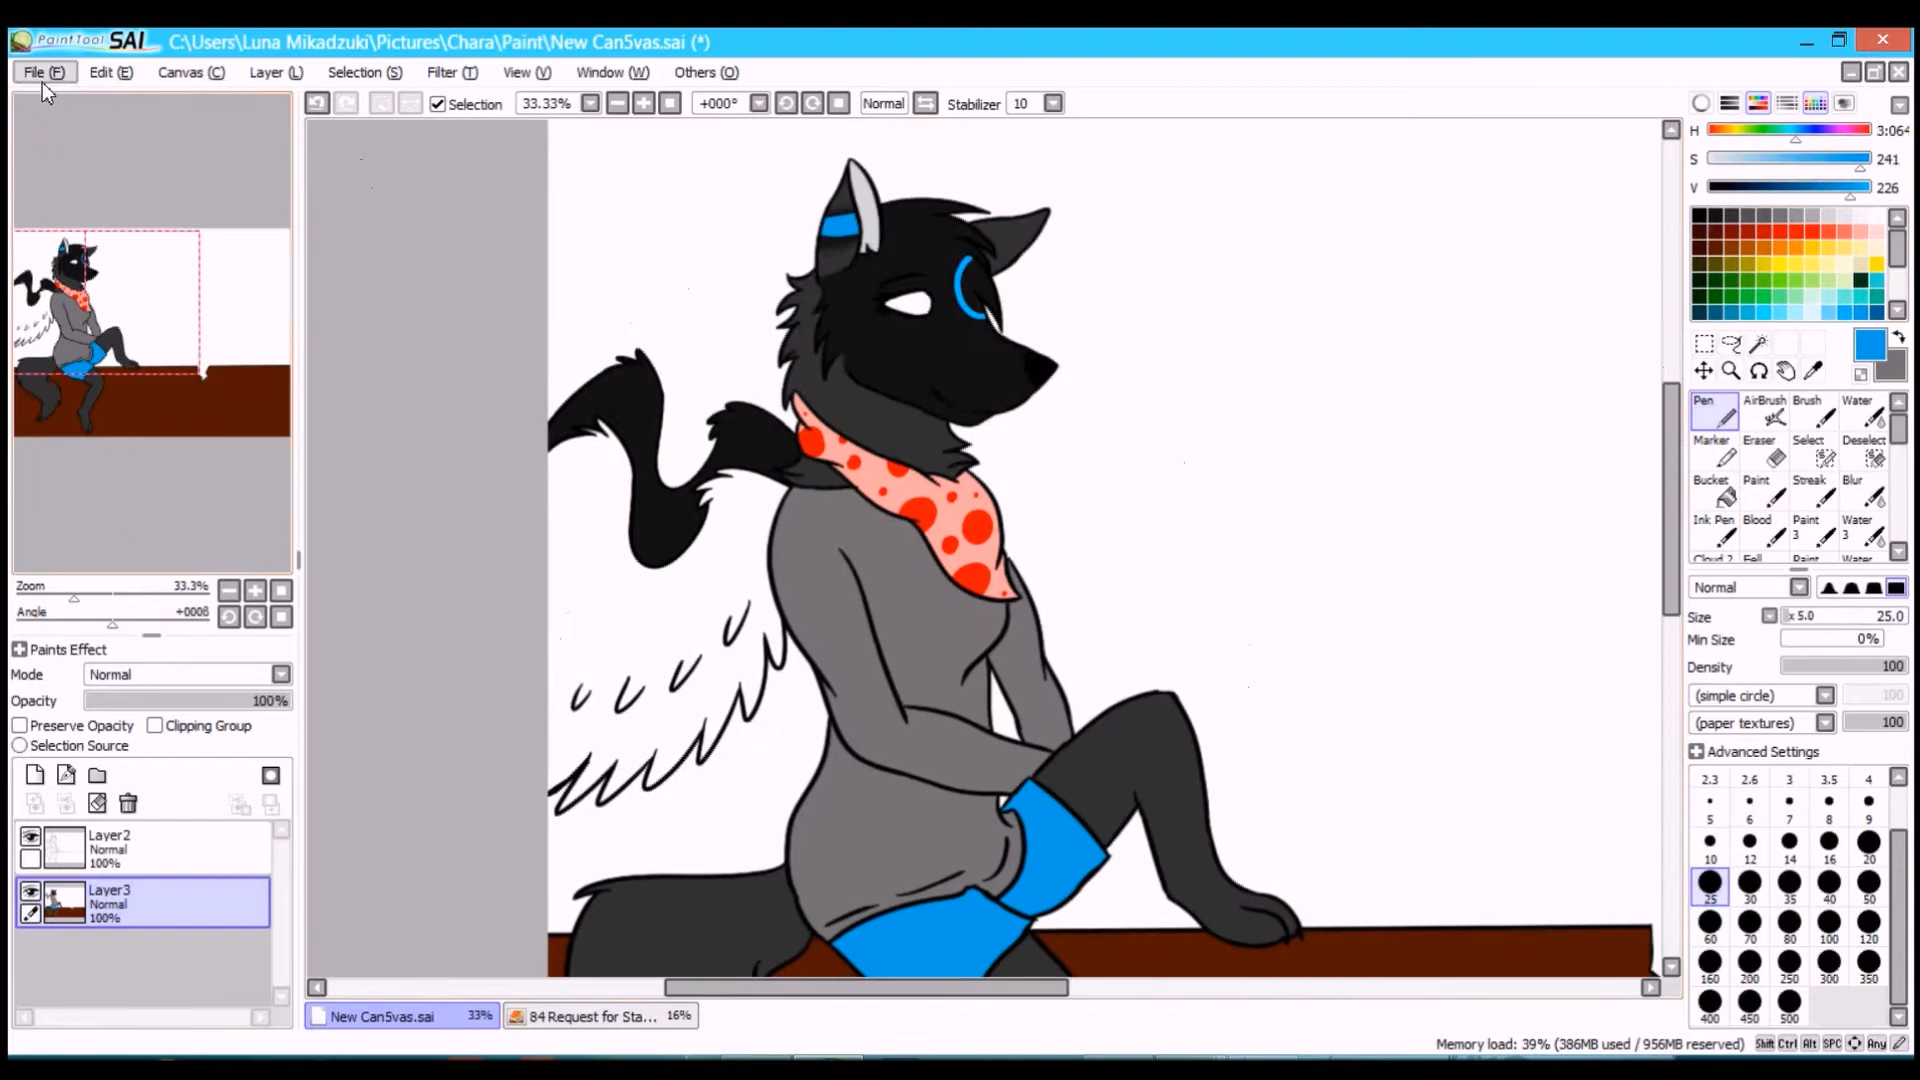 PaintTool SAI C:\Users\Luna Mikadzuki\Pictures\Chara\Paint\New Can5vas.sai (*)
File (F) Edit (E) Canvas (C) Layer (L) Selection (S) Filter (T) View (V) Window (W) Others (O)
Selection 33.33% +000° Normal Stabilizer 10
H 3:064
S 241
V 226
Pen AirBrush Brush Water
Marker Eraser Select Deselect
Bucket Paint Streak Blur
Ink Pen Blood Paint 3 Water 3
Cloud 2 Fell Paint Water
Zoom 33.3%
Angle +000θ
Normal
Size x 5.0 25.0
Min Size 0%
Density 100
(simple circle) 100
(paper textures) 100
Advanced Settings
Paints Effect
Mode Normal
Opacity 100%
Preserve Opacity Clipping Group
Selection Source
Layer2
Normal
100%
Layer3
Normal
100%
2.3 2.6 3 3.5 4
5 6 7 8 9
10 12 14 16 20
25 30 35 40 50
60 70 80 100 120
160 200 250 300 350
400 450 500
New Can5vas.sai 33% 84 Request for Sta... 16%
Memory load: 39% (386MB used / 956MB reserved) Shift Ctrl Alt SPC Any